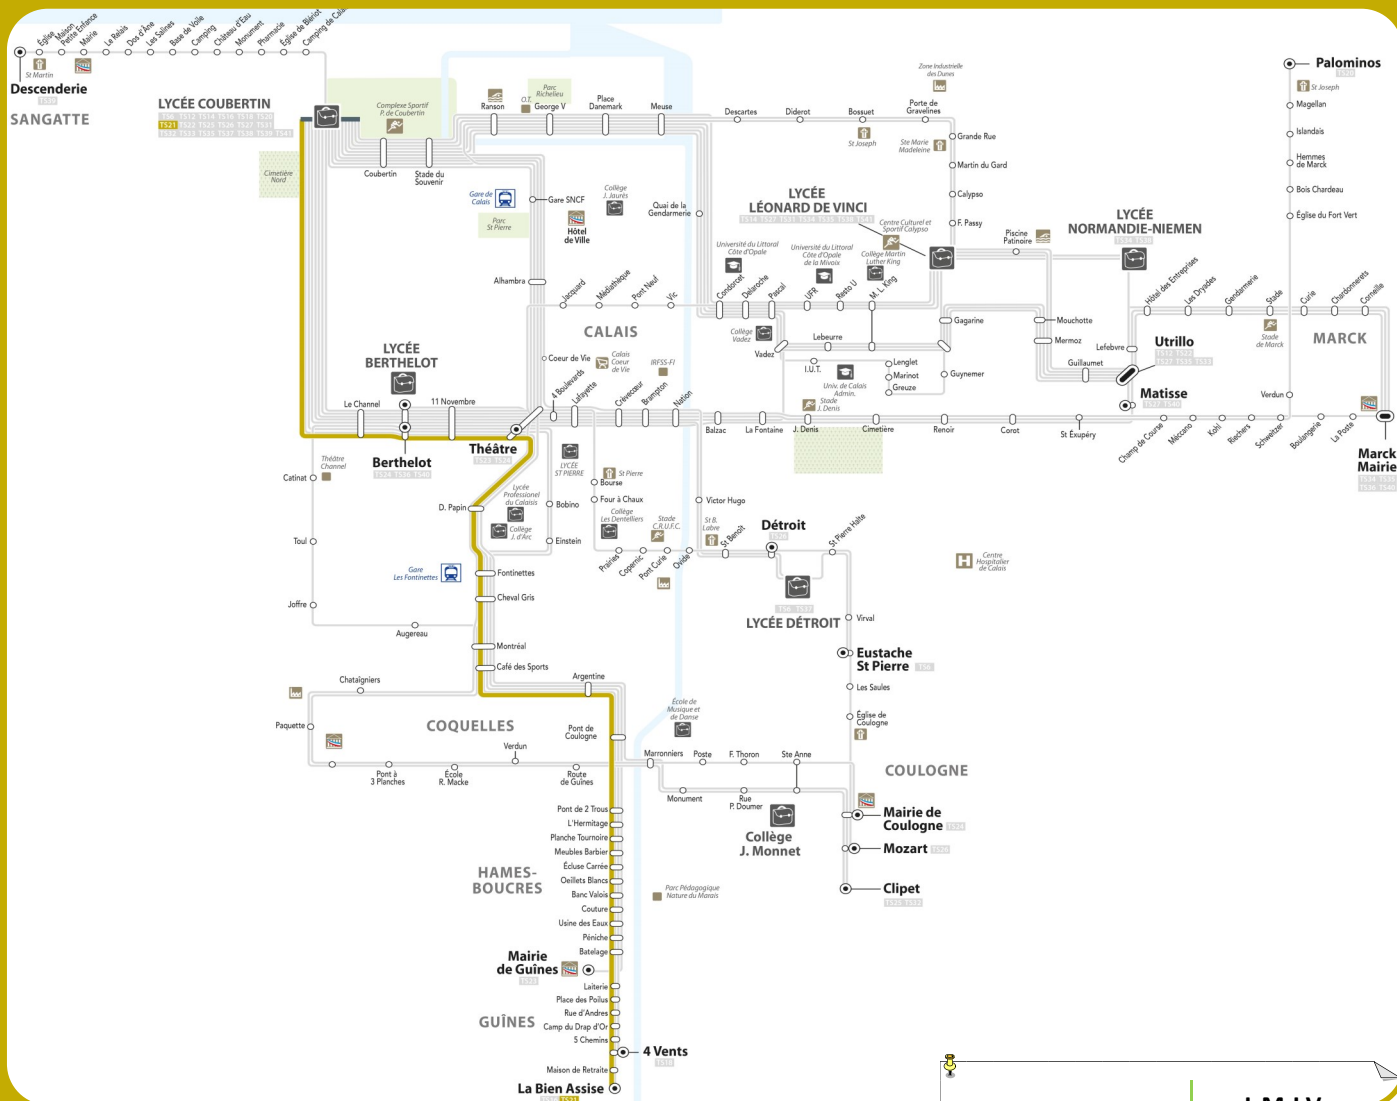 Église
Maison
Petite Enfance
Mairie
Le Relais
Dos d'Âne
Les Salines
Base de Voile
Camping
Château d'Eau
Monument
Pharmacie
Église de Blériot
Camping de Calais
St Martin
Descenderie
TS39
SANGATTE
LYCÉE COUBERTIN
TS21
Complexe Sportif
P. de Coubertin
Cimetière
Nord
Coubertin
Stade du
Souvenir
Ranson
O.T.
George V
Parc
Richelieu
Place
Danemark
Meuse
Descartes
Diderot
Bossuet
St Joseph
Porte de
Gravelines
Zone Industrielle
des Dunes
Ste Marie
Madeleine
Grande Rue
Martin du Gard
Calypso
F. Passy
Palominos
TS20
St Joseph
Magellan
Islandais
Hemmes
de Marck
Bois Chardeau
Église du Fort Vert
Gare de
Calais
Parc
St Pierre
Gare SNCF
Hôtel
de Ville
Collège
J. Jaurès
Quai de la
Gendarmerie
LYCÉE
LÉONARD DE VINCI
Centre Culturel et
Sportif Calypso
Collège Martin
Luther King
LYCÉE
NORMANDIE-NIEMEN
Piscine
Patinoire
Université du Littoral
Côte d'Opale
Université du Littoral
Côte d'Opale
de la Mivoix
Alhambra
Jacquard
Médiathèque
Pont Neuf
Vic
Condorcet
Delaroche
Pascal
UFR
Resto U
M. L. King
Hôtel des Entreprises
Les Dryades
Gendarmerie
Stade
Curie
Chardonnerets
Corneille
CALAIS
Collège
Vadez
Vadez
Lebeurre
Gagarine
Mouchotte
Mermoz
Guillaumet
Lefebvre
Utrillo
Stade
de Marck
MARCK
LYCÉE
BERTHELOT
Coeur de Vie
Calais
Coeur
de Vie
IRFSS-FI
I.U.T.
Univ. de Calais
Admin.
Lenglet
Marinot
Greuze
Guynemer
Matisse
Verdun
Le Channel
11 Novembre
4 Boulevards
Lafayette
Crèvecœur
Brampton
Nation
Balzac
La Fontaine
Stade
J. Denis
J. Denis
Cimetière
Renoir
Corot
St Éxupéry
Champ de Course
Méccano
Kohl
Riechers
Schweitzer
Boulangerie
La Poste
Marck
Mairie
Berthelot
Théâtre
Théâtre
Channel
Catinat
D. Papin
LYCÉE
ST PIERRE
Lycée
Professionel
du Calaisis
Collège
J. d'Arc
Bobino
Einstein
St Pierre
Bourse
Four à Chaux
Collège
Les Dentelliers
Stade
C.R.U.F.C.
St B.
Labre
Victor Hugo
Prairies
Copernic
Pont Curie
Ovide
St Benoît
Détroit
St Pierre Halte
Centre
Hospitalier
de Calais
Toul
Gare
Les Fontinettes
Fontinettes
Cheval Gris
Joffre
Augereau
Montréal
Café des Sports
LYCÉE DÉTROIT
Virval
Eustache
St Pierre
TS6
Les Saules
Église de
Coulogne
Chataîgniers
Argentine
Paquette
COQUELLES
Pont de
Coulogne
École de
Musique et
de Danse
Verdun
Pont à
3 Planches
École
R. Macke
Route
de Guînes
Marronniers
Poste
F. Thoron
Ste Anne
Monument
Rue
P. Doumer
COULOGNE
Collège
J. Monnet
Mairie de
Coulogne
TS24
Mozart
TS26
Clipet
TS25 TS32
Pont de 2 Trous
L'Hermitage
Planche Tournoire
Meubles Barbier
Écluse Carrée
Oeillets Blancs
Banc Valois
Couture
Usine des Eaux
Péniche
Batelage
HAMES-
BOUCRES
Parc Pédagogique
Nature du Marais
Mairie
de Guînes
TS23
Laiterie
Place des Poilus
Rue d'Andres
Camp du Drap d'Or
5 Chemins
GUÎNES
4 Vents
TS18
Maison de Retraite
La Bien Assise
TS21